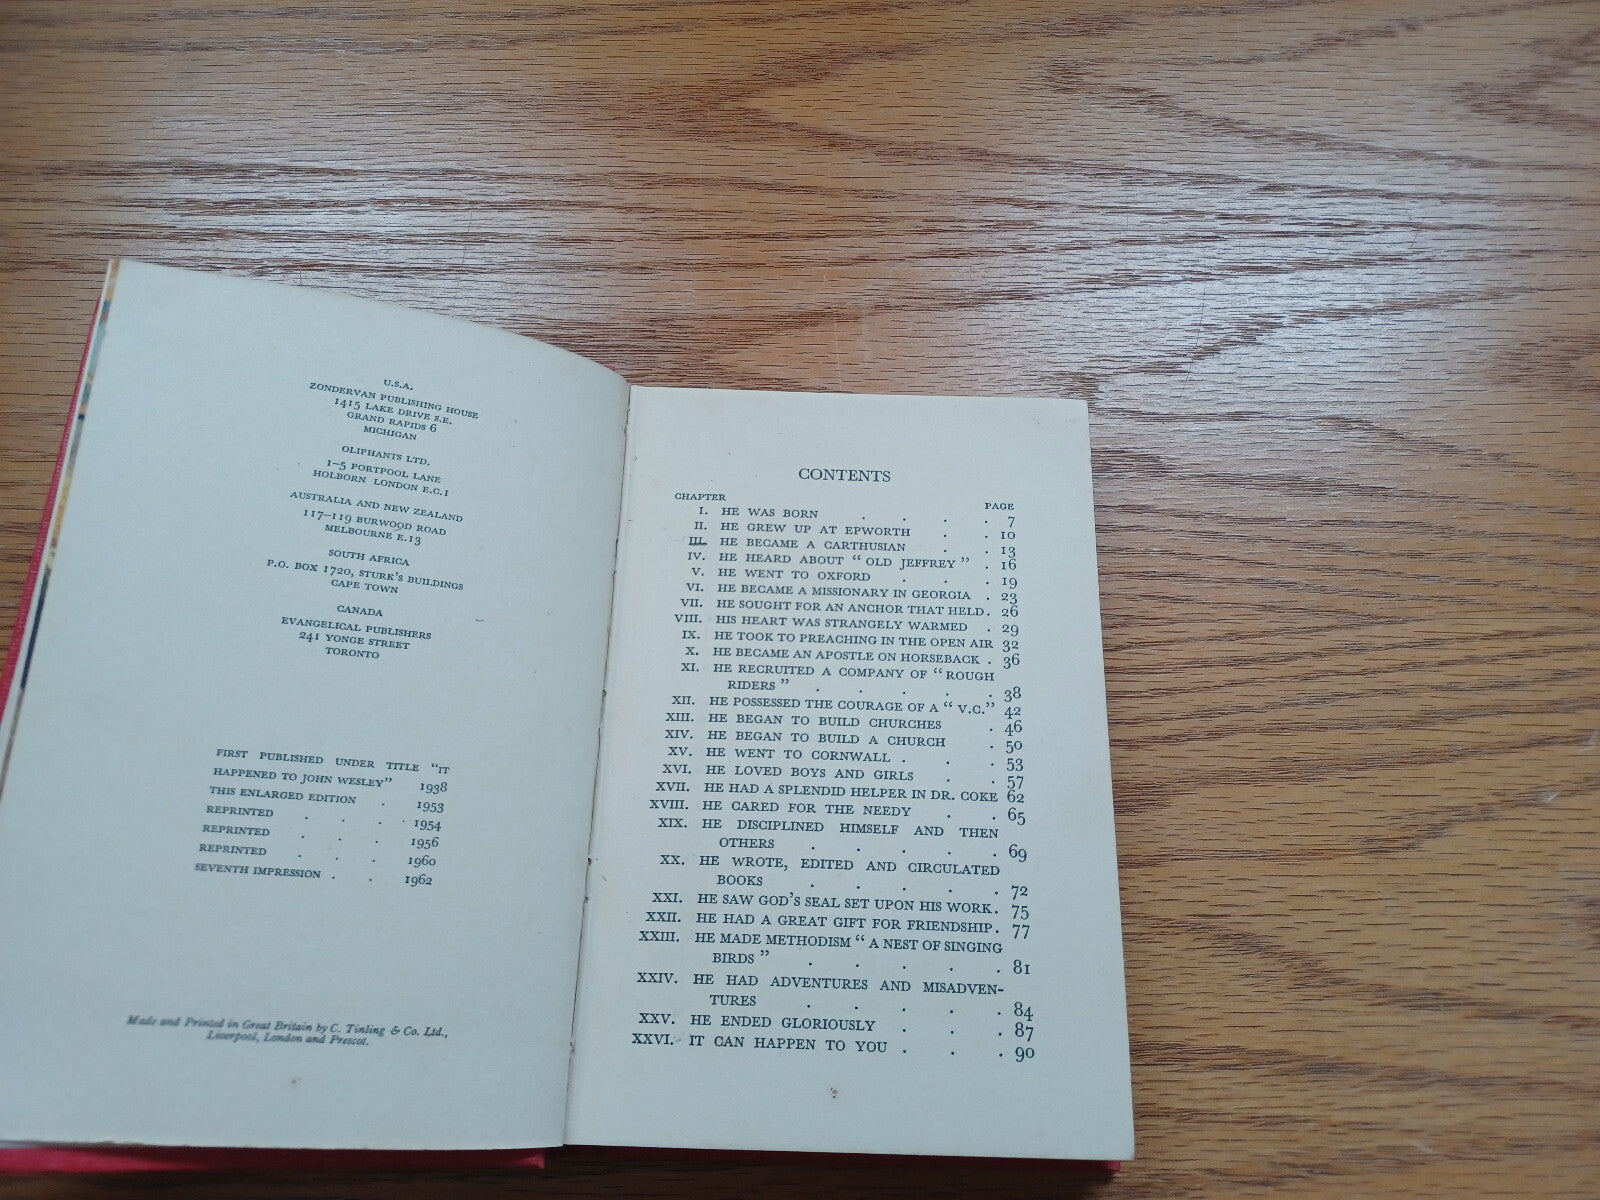 U.S.A.
ZONDERVAN PUBLISHING HOUSE
1415 LAKE DRIVE S.E.
GRAND RAPIDS 6
MICHIGAN
OLIPHANTS LTD.
1–5 PORTPOOL LANE
HOLBORN LONDON E.C.1
AUSTRALIA AND NEW ZEALAND
117–119 BURWOOD ROAD
MELBOURNE E.13
SOUTH AFRICA
P.O. BOX 1720, STURK'S BUILDINGS
CAPE TOWN
CANADA
EVANGELICAL PUBLISHERS
241 YONGE STREET
TORONTO
FIRST PUBLISHED UNDER TITLE "IT
HAPPENED TO JOHN WESLEY" 1938
THIS ENLARGED EDITION . 1953
REPRINTED . . . 1954
REPRINTED . . . 1956
REPRINTED . . . 1960
SEVENTH IMPRESSION . . 1962
Made and Printed in Great Britain by C. Tinling & Co. Ltd.,
Liverpool, London and Prescot.
CONTENTS
CHAPTER PAGE
I. HE WAS BORN . . . . 7
II. HE GREW UP AT EPWORTH . . 10
III. HE BECAME A CARTHUSIAN . . 13
IV. HE HEARD ABOUT "OLD JEFFREY" . 16
V. HE WENT TO OXFORD . . . 19
VI. HE BECAME A MISSIONARY IN GEORGIA . 23
VII. HE SOUGHT FOR AN ANCHOR THAT HELD . 26
VIII. HIS HEART WAS STRANGELY WARMED . 29
IX. HE TOOK TO PREACHING IN THE OPEN AIR 32
X. HE BECAME AN APOSTLE ON HORSEBACK . 36
XI. HE RECRUITED A COMPANY OF "ROUGH
RIDERS" . . . . . 38
XII. HE POSSESSED THE COURAGE OF A "V.C." 42
XIII. HE BEGAN TO BUILD CHURCHES . 46
XIV. HE BEGAN TO BUILD A CHURCH . 50
XV. HE WENT TO CORNWALL . . . 53
XVI. HE LOVED BOYS AND GIRLS . . 57
XVII. HE HAD A SPLENDID HELPER IN DR. COKE 62
XVIII. HE CARED FOR THE NEEDY . . 65
XIX. HE DISCIPLINED HIMSELF AND THEN
OTHERS . . . . . 69
XX. HE WROTE, EDITED AND CIRCULATED
BOOKS . . . . . 72
XXI. HE SAW GOD'S SEAL SET UPON HIS WORK . 75
XXII. HE HAD A GREAT GIFT FOR FRIENDSHIP . 77
XXIII. HE MADE METHODISM "A NEST OF SINGING
BIRDS" . . . . . 81
XXIV. HE HAD ADVENTURES AND MISADVEN-
TURES . . . . . 84
XXV. HE ENDED GLORIOUSLY . . . 87
XXVI. IT CAN HAPPEN TO YOU . . . 90